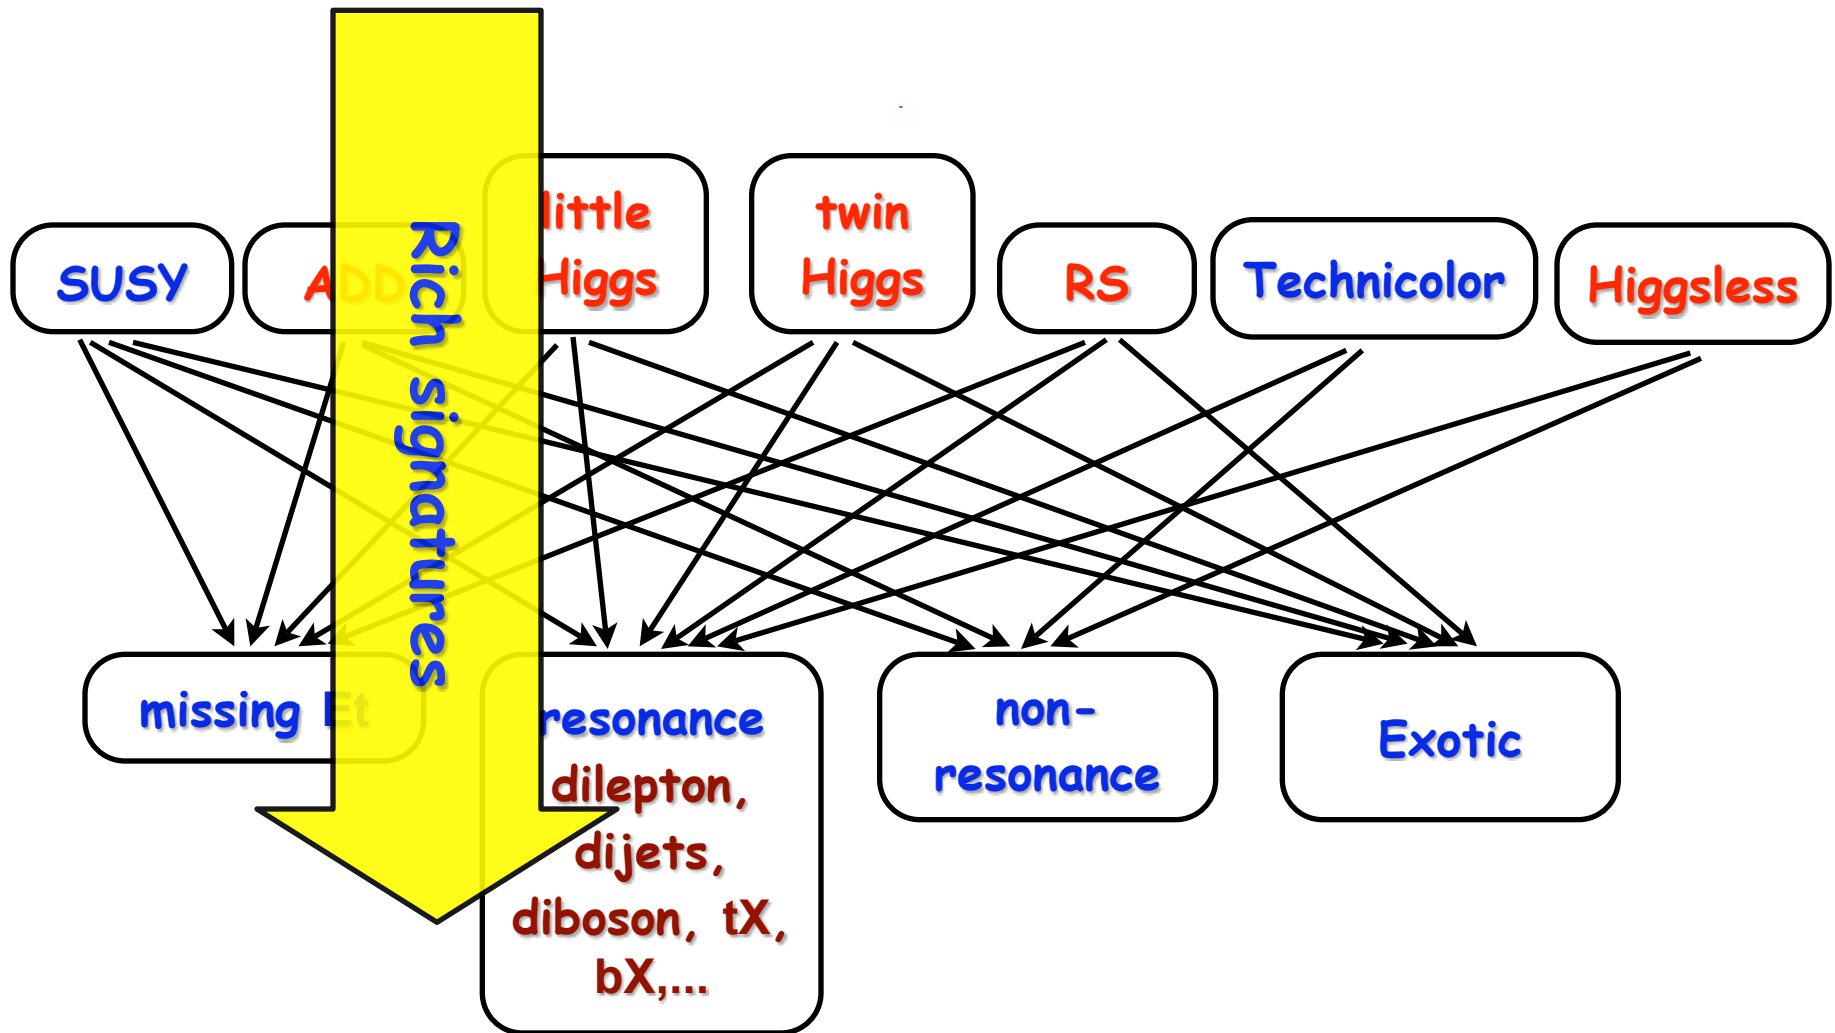 SUSY
ADD
little
Higgs
twin
Higgs
RS
Technicolor
Higgsless
Rich signatures
missing Et
resonance
dilepton,
dijets,
diboson, tX,
bX,...
non-
resonance
Exotic